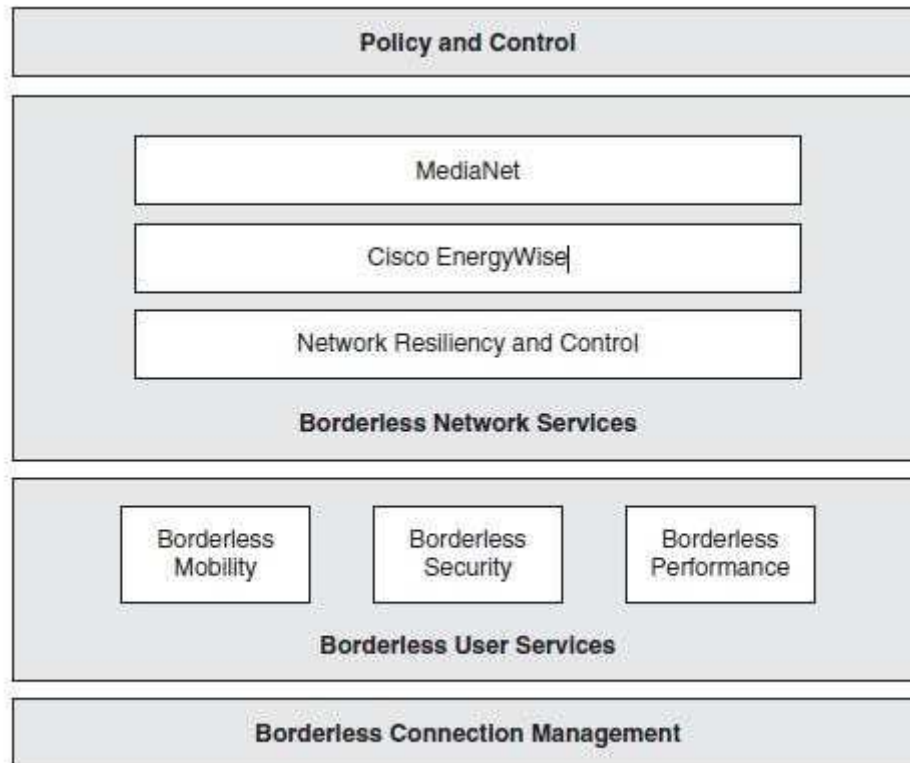 Policy and Control
MediaNet
Cisco EnergyWise
Network Resiliency and Control
Borderless Network Services
Borderless
Mobility
Borderless
Security
Borderless
Performance
Borderless User Services
Borderless Connection Management